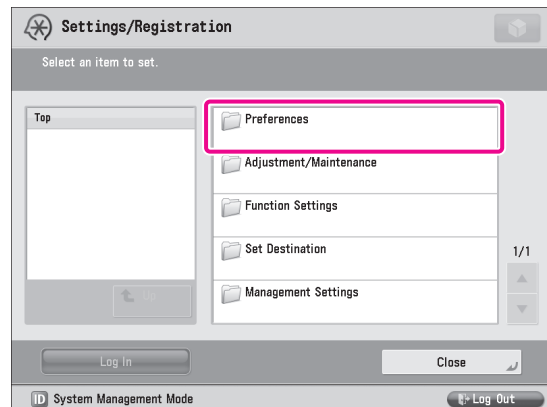 Settings/Registration
Select an item to set.
Top
Preferences
Adjustment/Maintenance
Function Settings
Set Destination
1/1
Management Settings
Up
Log In
Close
ID System Management Mode
Log Out